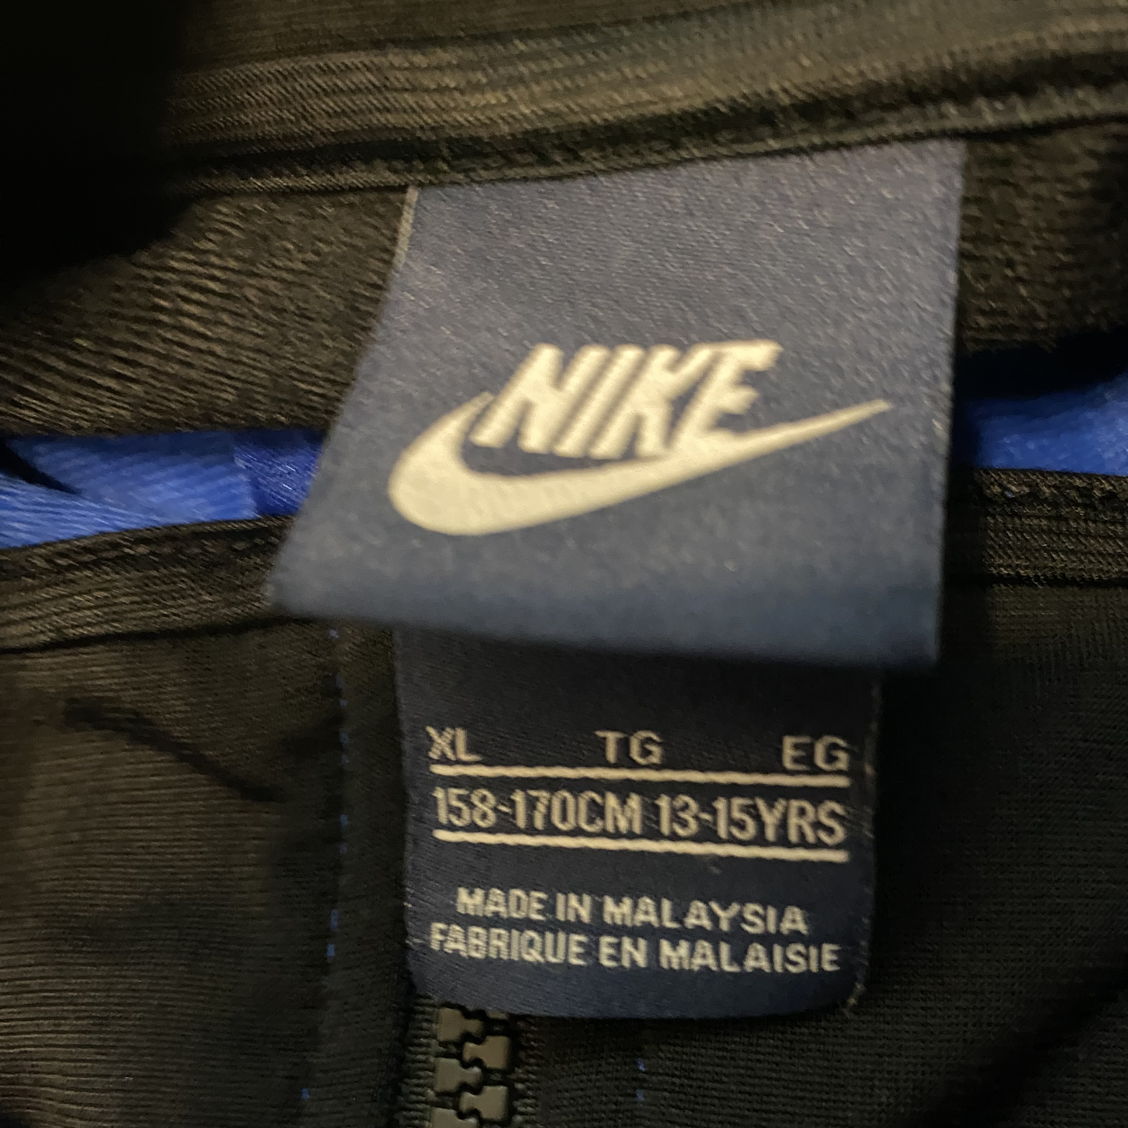 NIKE
XL TG EG
158-170CM 13-15YRS
MADE IN MALAYSIA
FABRIQUE EN MALAISIE